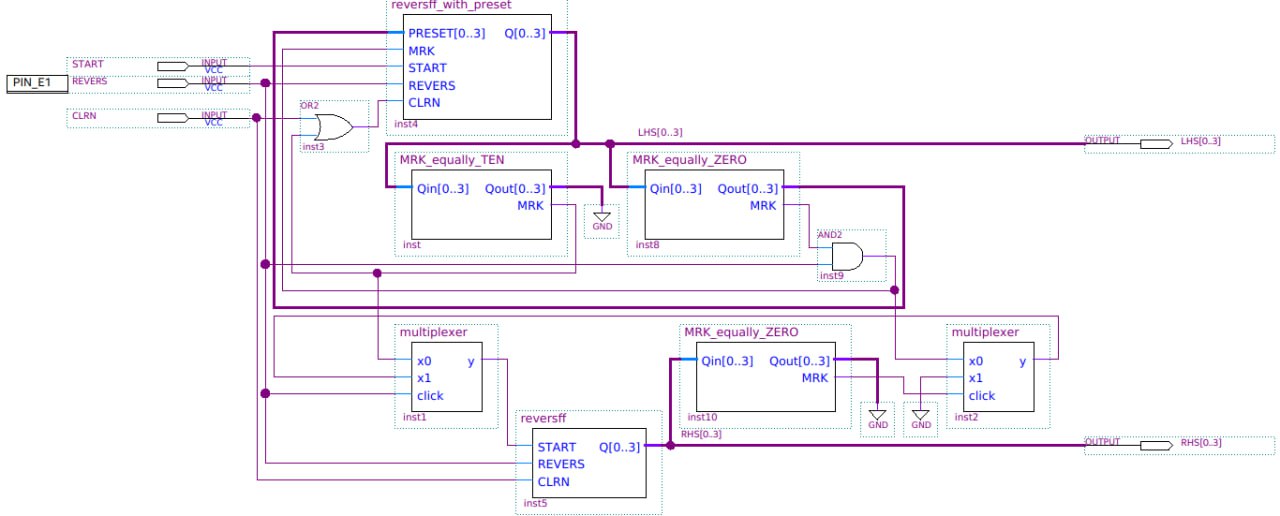 reversff_with_preset
PRESET[0..3] Q[0..3]
MRK
START
REVERS
CLRN
inst4
START INPUT
VCC
PIN_E1 REVERS INPUT
VCC
CLRN INPUT
VCC
OR2
inst3
LHS[0..3]
OUTPUT LHS[0..3]
MRK_equally_TEN
Qin[0..3] Qout[0..3]
MRK
inst
GND
MRK_equally_ZERO
Qin[0..3] Qout[0..3]
MRK
inst8
AND2
inst9
multiplexer
x0 y
x1
click
inst1
MRK_equally_ZERO
Qin[0..3] Qout[0..3]
MRK
inst10
GND
GND
multiplexer
x0 y
x1
click
inst2
reversff
START Q[0..3]
REVERS
CLRN
inst5
RHS[0..3]
OUTPUT RHS[0..3]